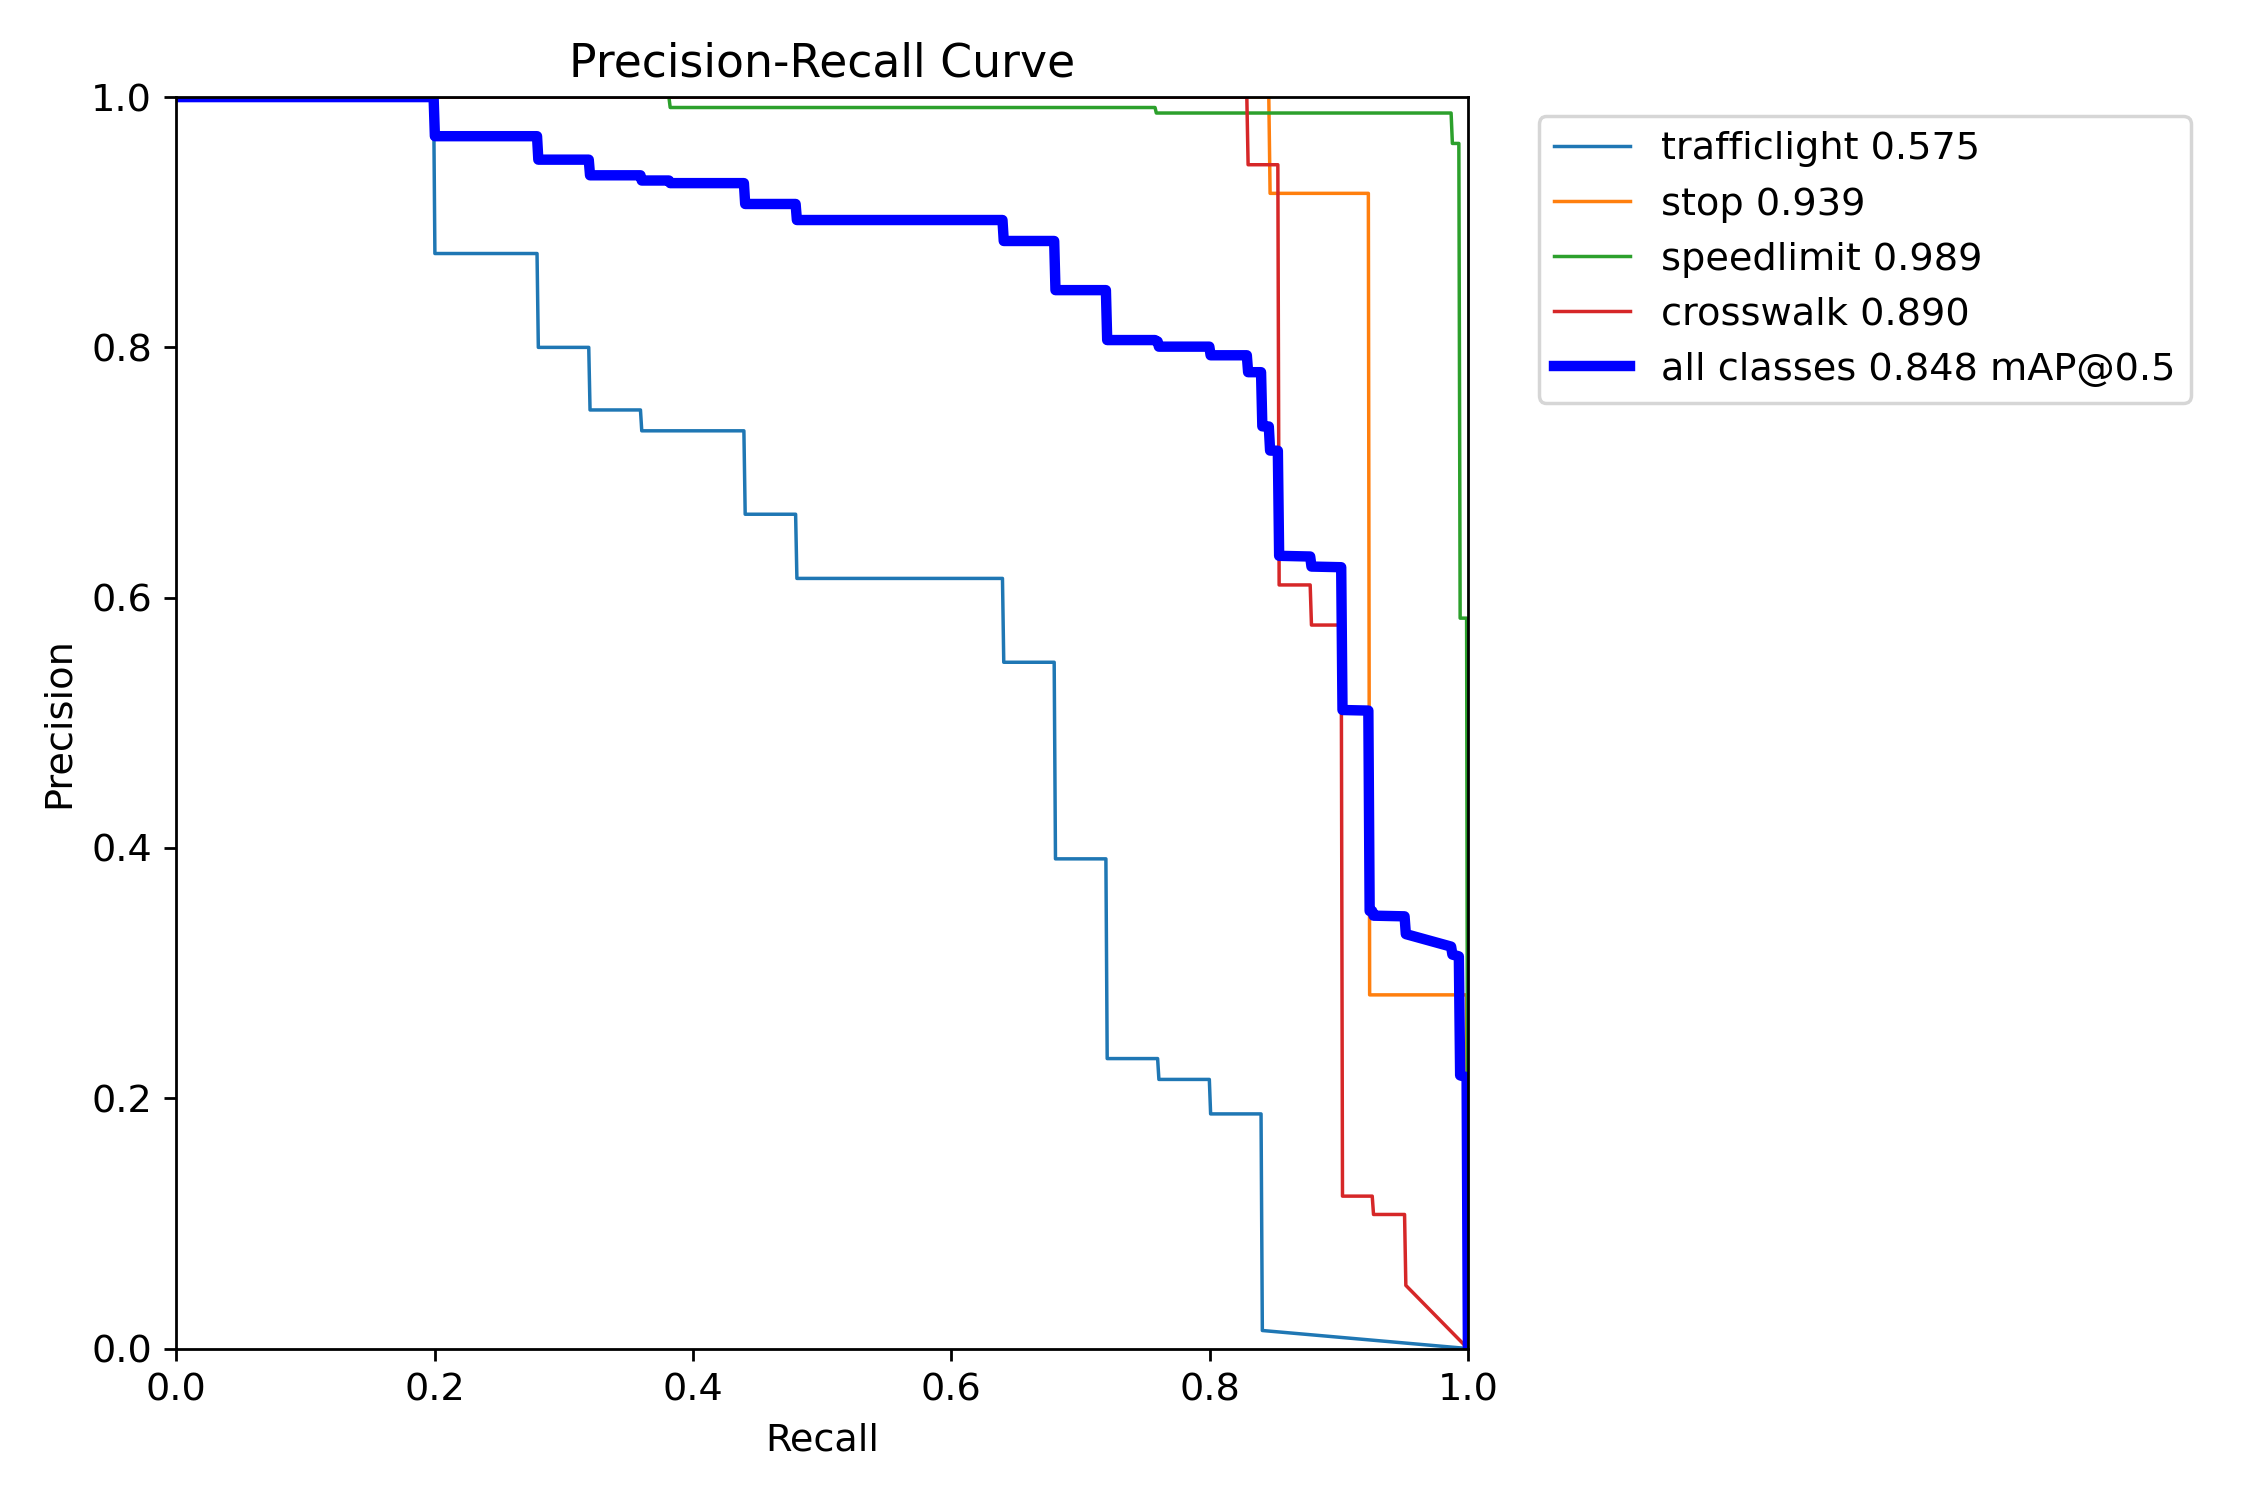 Precision-Recall Curve
1.0
0.8
0.6
0.4
0.2
0.0
Precision
0.0 0.2 0.4 0.6 0.8 1.0
Recall
trafficlight 0.575
stop 0.939
speedlimit 0.989
crosswalk 0.890
all classes 0.848 mAP@0.5